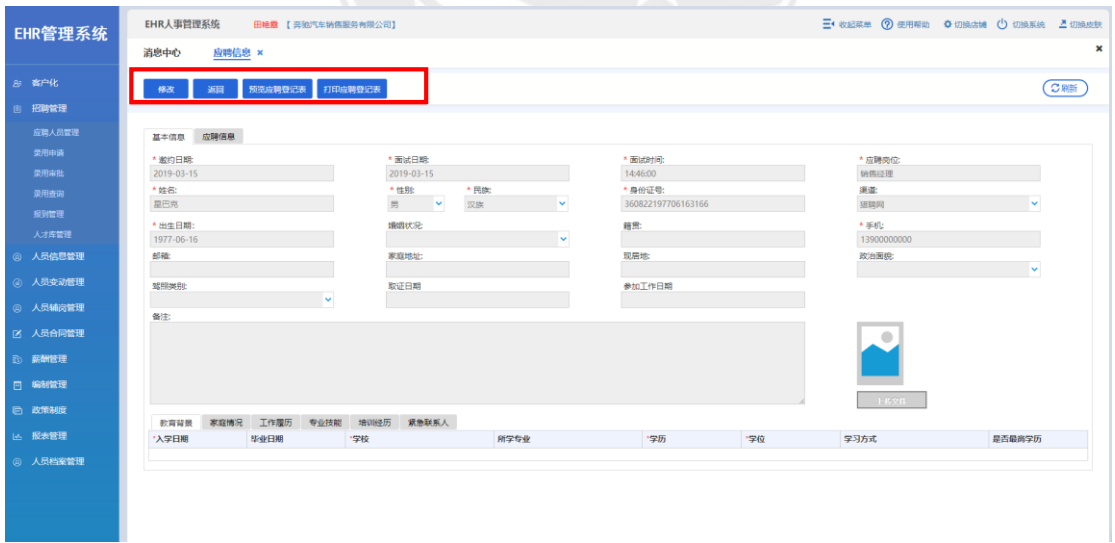 EHR管理系统
EHR人事管理系统 田地鑫 【 奔驰汽车销售服务有限公司】 收起菜单 使用帮助 切换店铺 切换系统 切换皮肤
消息中心 应聘信息 × ×
修改 返回 预览应聘登记表 打印应聘登记表 刷新
客户化
招聘管理
应聘人员管理
录用申请
录用审批
录用查询
报到管理
人才库管理
人员信息管理
人员变动管理
人员倾向管理
人员合同管理
薪酬管理
编制管理
政策制度
报表管理
人员档案管理
基本信息 应聘信息
* 邀约日期: * 面试日期: * 面试时间: * 应聘岗位:
2019-03-15 2019-03-15 14:46:00 销售经理
* 姓名: * 性别: * 民族: * 身份证号: 渠道:
星巴克 男 汉族 360822197706163166 猎聘网
* 出生日期: 婚姻状况: 籍贯: * 手机:
1977-06-16 13900000000
邮箱: 家庭地址: 现居地: 政治面貌:
驾照类别: 取证日期 参加工作日期
备注:
上传文件
教育背景 家庭情况 工作履历 专业技能 培训经历 紧急联系人
*入学日期 毕业日期 *学校 所学专业 *学历 *学位 学习方式 是否最高学历